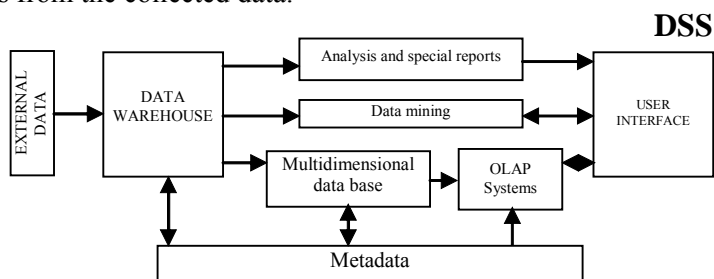 s from the collected data.
DSS
EXTERNAL
DATA
DATA
WAREHOUSE
Analysis and special reports
Data mining
Multidimensional
data base
OLAP
Systems
USER
INTERFACE
Metadata